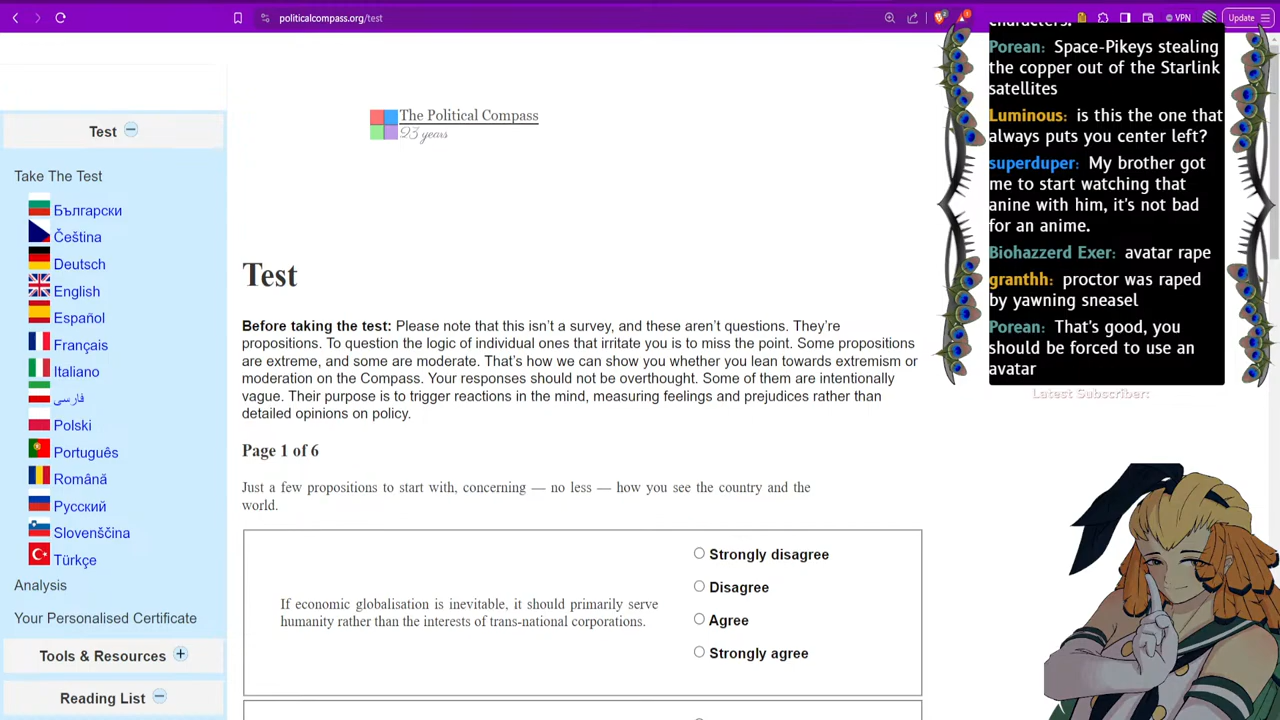 politicalcompass.org/test
VPN
Update
The Political Compass
23 years
Test
Take The Test
Български
Čeština
Deutsch
English
Español
Français
Italiano
فارسی
Polski
Português
Română
Русский
Slovenščina
Türkçe
Analysis
Your Personalised Certificate
Tools & Resources
Reading List
Test
Before taking the test: Please note that this isn't a survey, and these aren't questions. They're
propositions. To question the logic of individual ones that irritate you is to miss the point. Some propositions
are extreme, and some are moderate. That's how we can show you whether you lean towards extremism or
moderation on the Compass. Your responses should not be overthought. Some of them are intentionally
vague. Their purpose is to trigger reactions in the mind, measuring feelings and prejudices rather than
detailed opinions on policy.
Page 1 of 6
Just a few propositions to start with, concerning — no less — how you see the country and the
world.
If economic globalisation is inevitable, it should primarily serve
humanity rather than the interests of trans-national corporations.
Strongly disagree
Disagree
Agree
Strongly agree
characters.
Porean: Space-Pikeys stealing
the copper out of the Starlink
satellites
Luminous: is this the one that
always puts you center left?
superduper: My brother got
me to start watching that
anine with him, it's not bad
for an anime.
Biohazzerd Exer: avatar rape
granthh: proctor was raped
by yawning sneasel
Porean: That's good, you
should be forced to use an
avatar
Latest Subscriber: